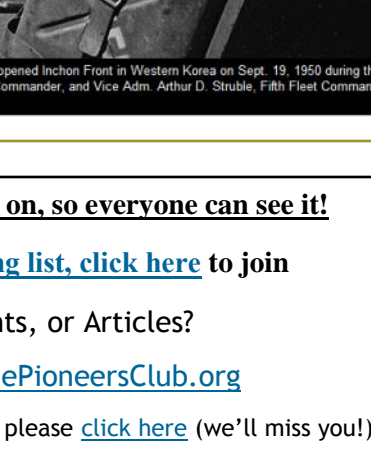 opened Inchon Front in Western Korea on Sept. 19, 1950 during th
Commander, and Vice Adm. Arthur D. Struble, Fifth Fleet Comman
on, so everyone can see it!
ng list, click here to join
nts, or Articles?
ePioneersClub.org
please click here (we'll miss you!)